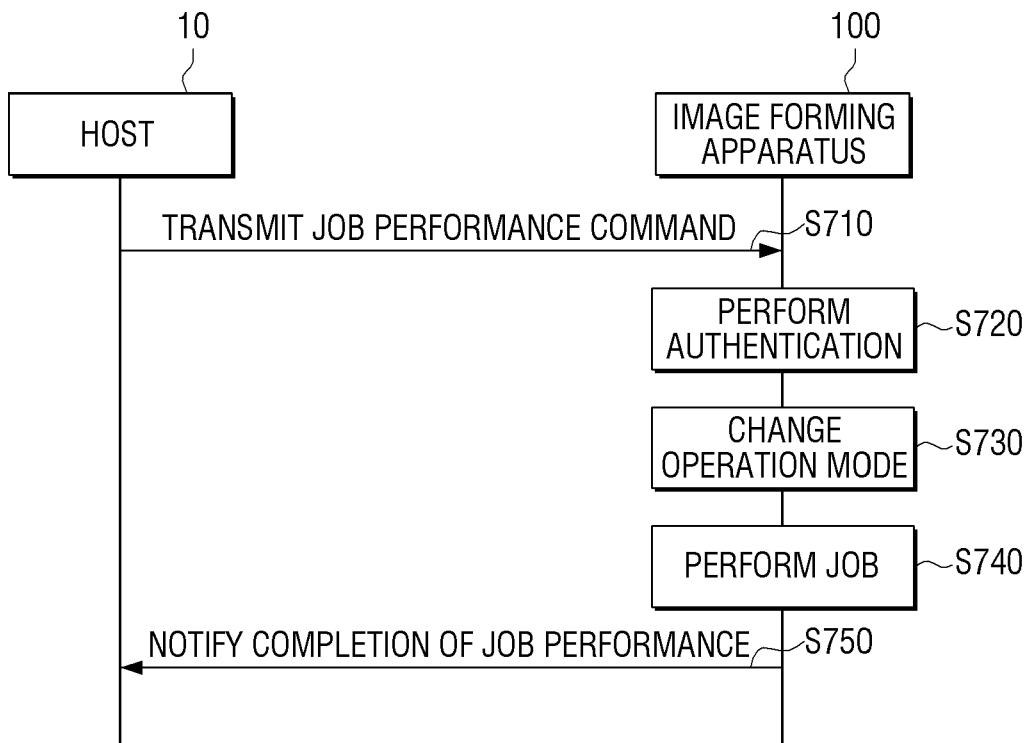 10
100
HOST
IMAGE FORMING
APPARATUS
TRANSMIT JOB PERFORMANCE COMMAND
S710
PERFORM
AUTHENTICATION
S720
CHANGE
OPERATION MODE
S730
PERFORM JOB
S740
NOTIFY COMPLETION OF JOB PERFORMANCE
S750